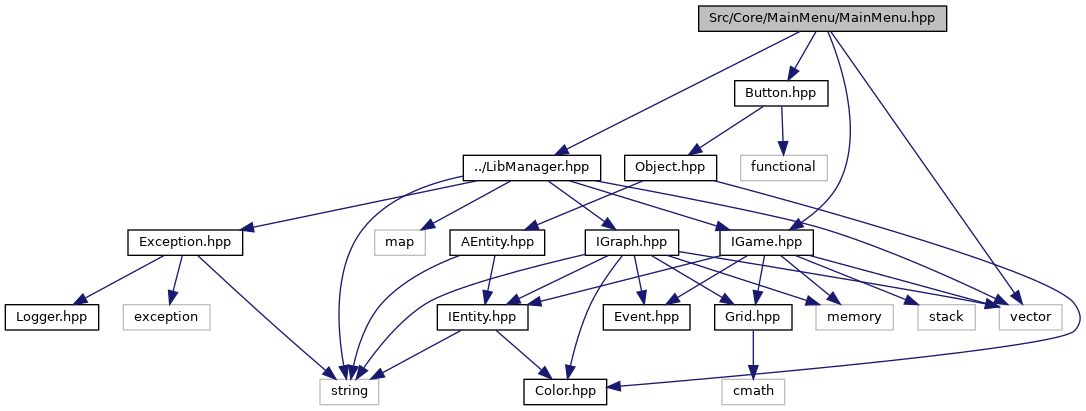 Src/Core/MainMenu/MainMenu.hpp
Button.hpp
../LibManager.hpp
Object.hpp
functional
Exception.hpp
map
AEntity.hpp
IGraph.hpp
IGame.hpp
Logger.hpp
exception
IEntity.hpp
Event.hpp
Grid.hpp
memory
stack
vector
string
Color.hpp
cmath